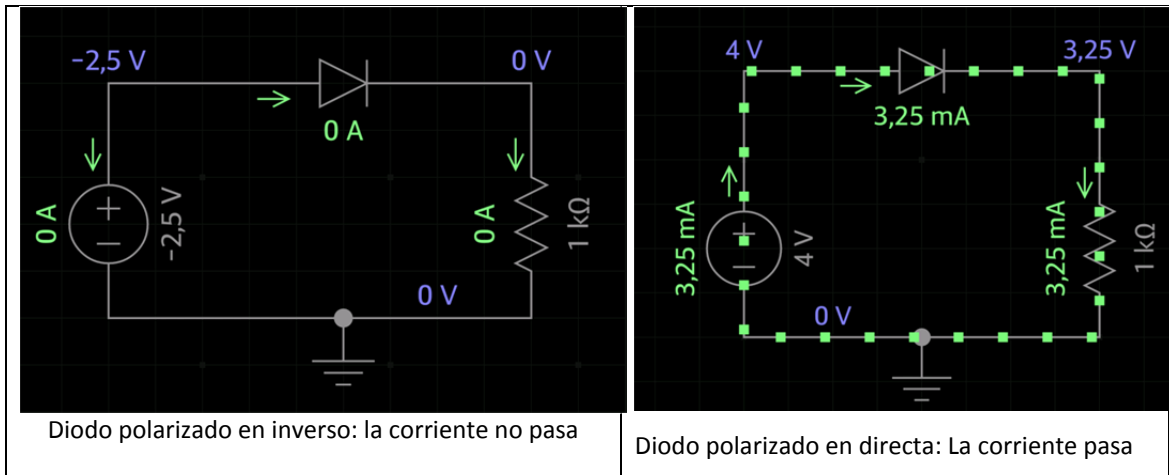 −2,5 V
0 V
0 A
0 A
−2,5 V
0 A
1 kΩ
0 V
Diodo polarizado en inverso: la corriente no pasa
4 V
3,25 V
3,25 mA
3,25 mA
4 V
3,25 mA
1 kΩ
0 V
Diodo polarizado en directa: La corriente pasa